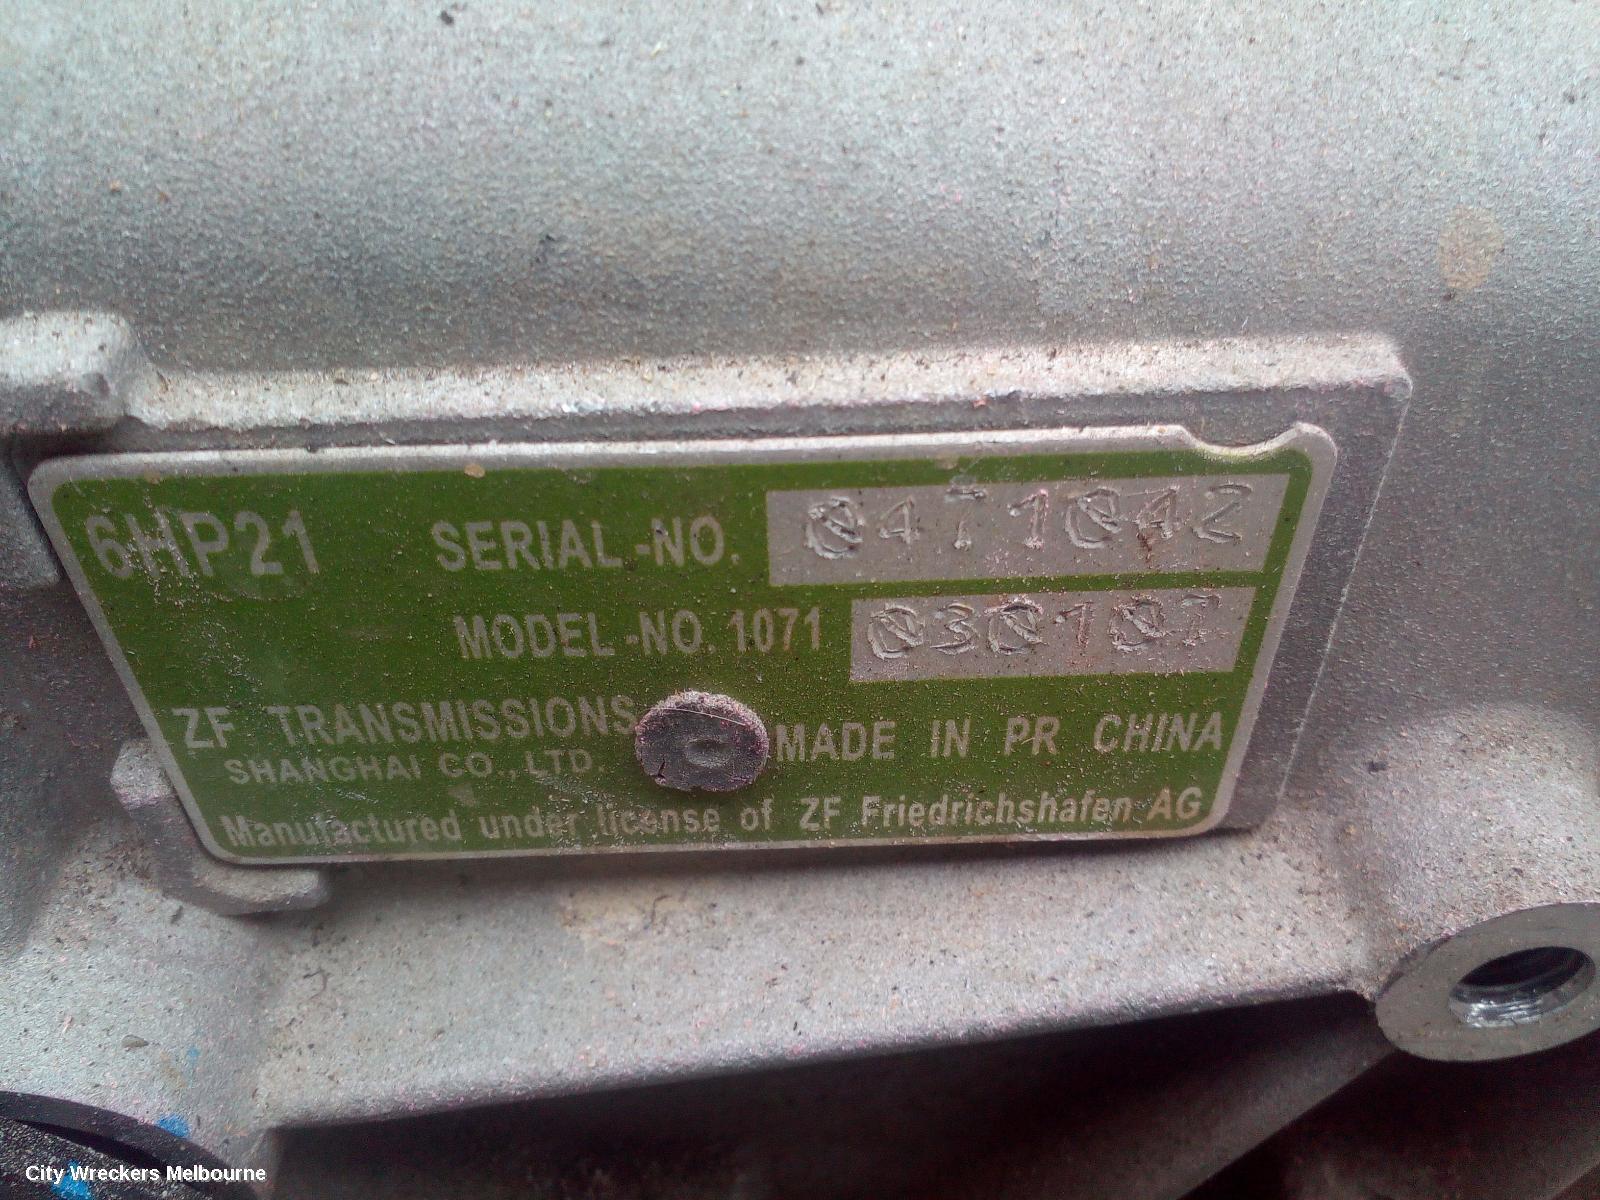 6HP21 SERIAL-NO. 0471042
MODEL-NO. 1071 030107
ZF TRANSMISSIONS
SHANGHAI CO., LTD.
MADE IN PR CHINA
Manufactured under license of ZF Friedrichshafen AG
City Wreckers Melbourne